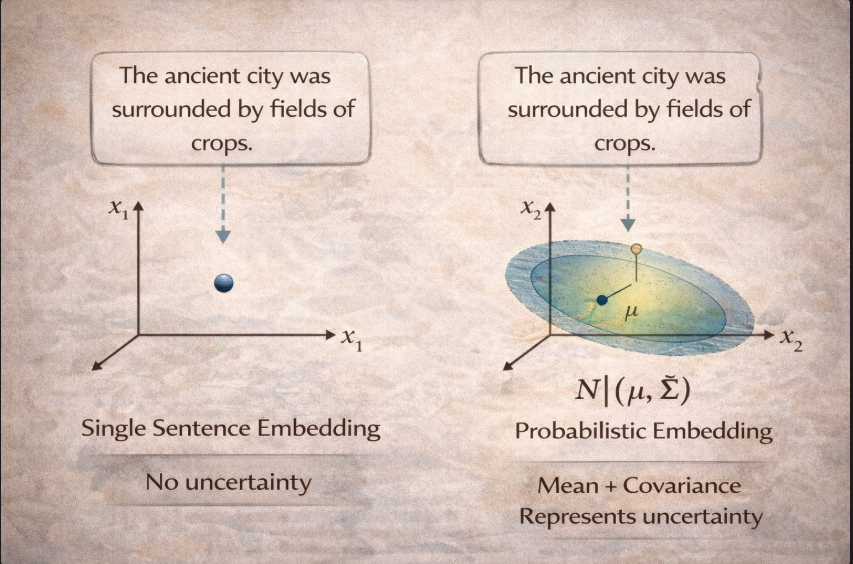 The ancient city was
surrounded by fields of
crops.
x₁
x₁
Single Sentence Embedding
No uncertainty
The ancient city was
surrounded by fields of
crops.
x₂
μ
x₂
N|(μ, Σ̃)
Probabilistic Embedding
Mean + Covariance
Represents uncertainty